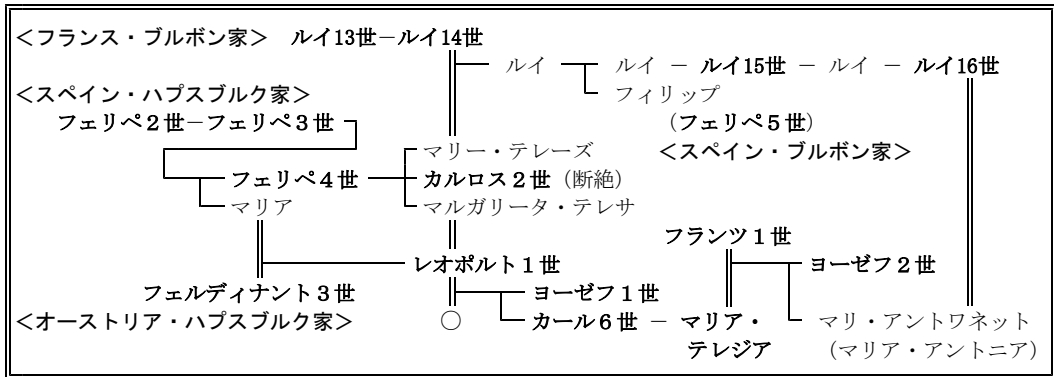 ＜フランス・ブルボン家＞ ルイ13世－ルイ14世
ルイ ルイ － ルイ15世 － ルイ － ルイ16世
＜スペイン・ハプスブルク家＞ フィリップ
フェリペ２世－フェリペ３世 （フェリペ５世）
マリー・テレーズ ＜スペイン・ブルボン家＞
フェリペ４世 カルロス２世（断絶）
マリア マルガリータ・テレサ
フランツ１世
レオポルト１世 ヨーゼフ２世
フェルディナント３世 ヨーゼフ１世
＜オーストリア・ハプスブルク家＞ ○ カール６世 － マリア・ マリ・アントワネット
テレジア （マリア・アントニア）